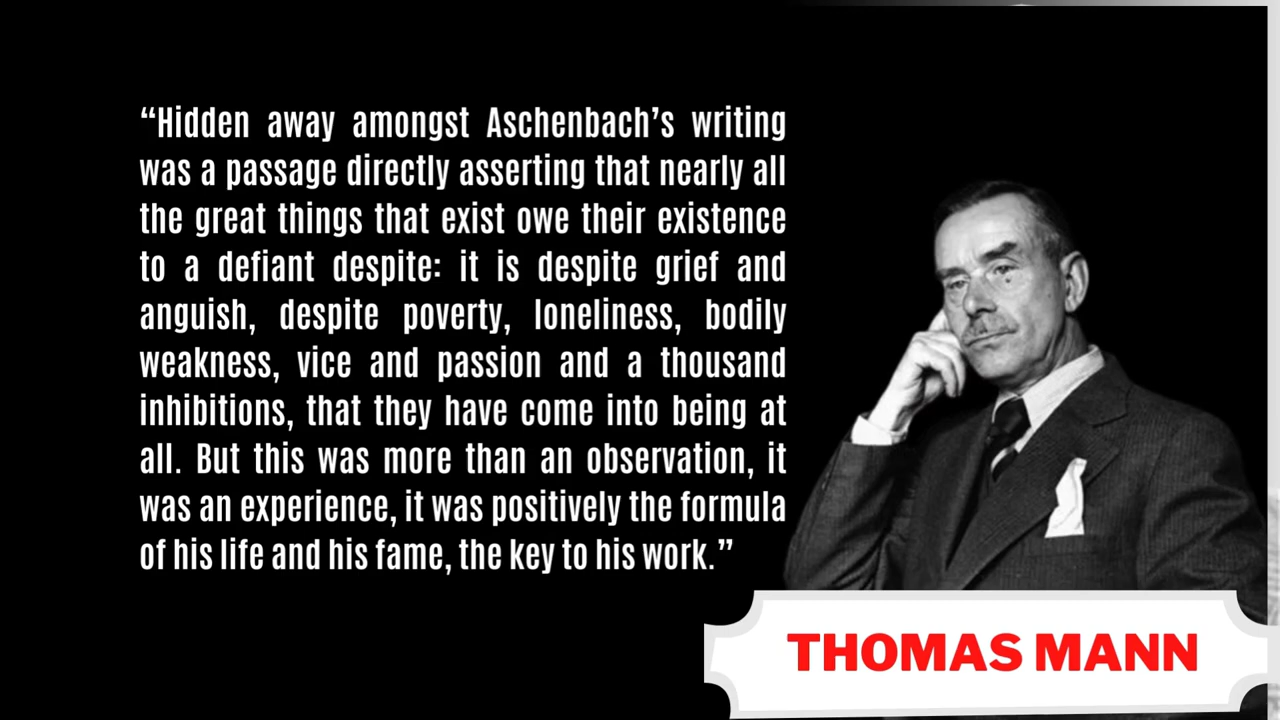 “Hidden away amongst Aschenbach’s writing
was a passage directly asserting that nearly all
the great things that exist owe their existence
to a defiant despite: it is despite grief and
anguish, despite poverty, loneliness, bodily
weakness, vice and passion and a thousand
inhibitions, that they have come into being at
all. But this was more than an observation, it
was an experience, it was positively the formula
of his life and his fame, the key to his work.”
THOMAS MANN